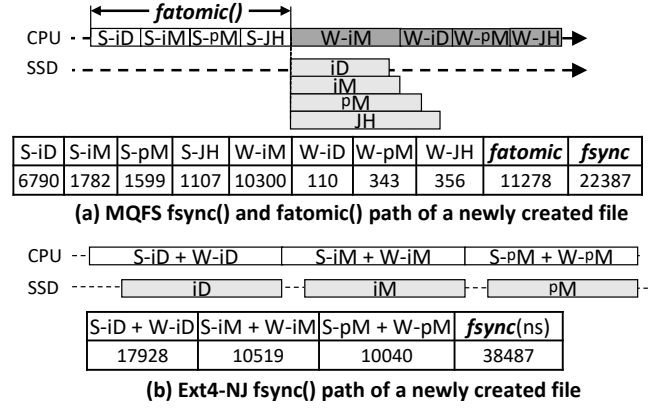 fatomic()
CPU S-iD S-iM S-pM S-JH W-iM W-iD W-pM W-JH
SSD iD
iM
pM
JH
S-iD S-iM S-pM S-JH W-iM W-iD W-pM W-JH fatomic fsync
6790 1782 1599 1107 10300 110 343 356 11278 22387
(a) MQFS fsync() and fatomic() path of a newly created file
CPU S-iD + W-iD S-iM + W-iM S-pM + W-pM
SSD iD iM pM
S-iD + W-iD S-iM + W-iM S-pM + W-pM fsync(ns)
17928 10519 10040 38487
(b) Ext4-NJ fsync() path of a newly created file